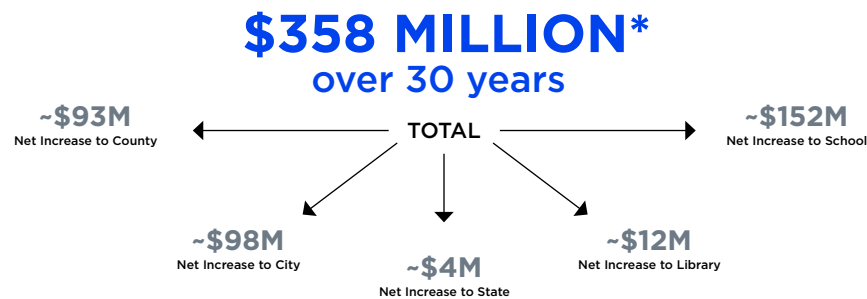 $358 MILLION*
over 30 years
~$93M
Net Increase to County
TOTAL
~$152M
Net Increase to School
~$98M
Net Increase to City
~$4M
Net Increase to State
~$12M
Net Increase to Library